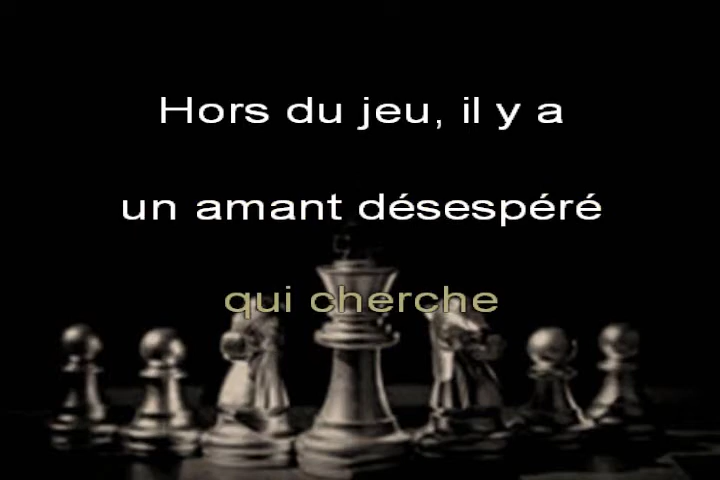 Hors du jeu, il y a
un amant désespéré
qui cherche